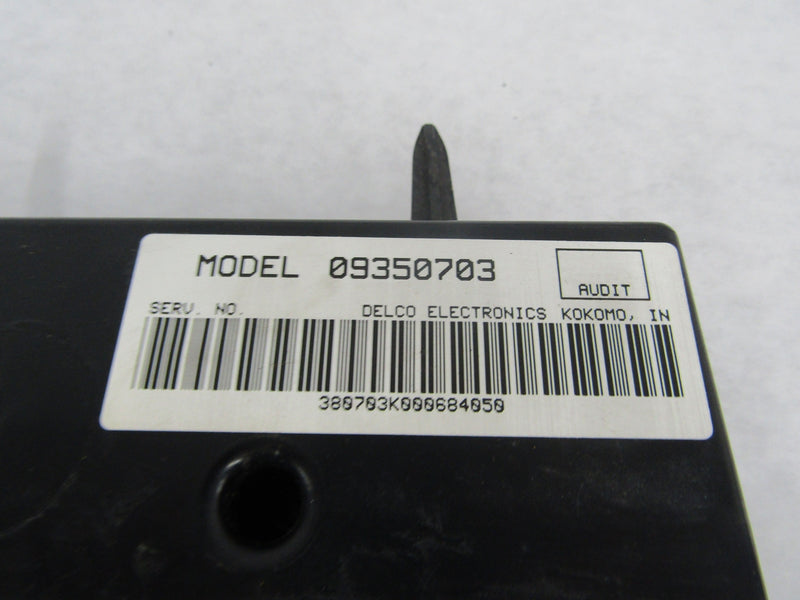 MODEL 09350703
AUDIT
SERV. NO. DELCO ELECTRONICS KOKOMO, IN
380703K000684050